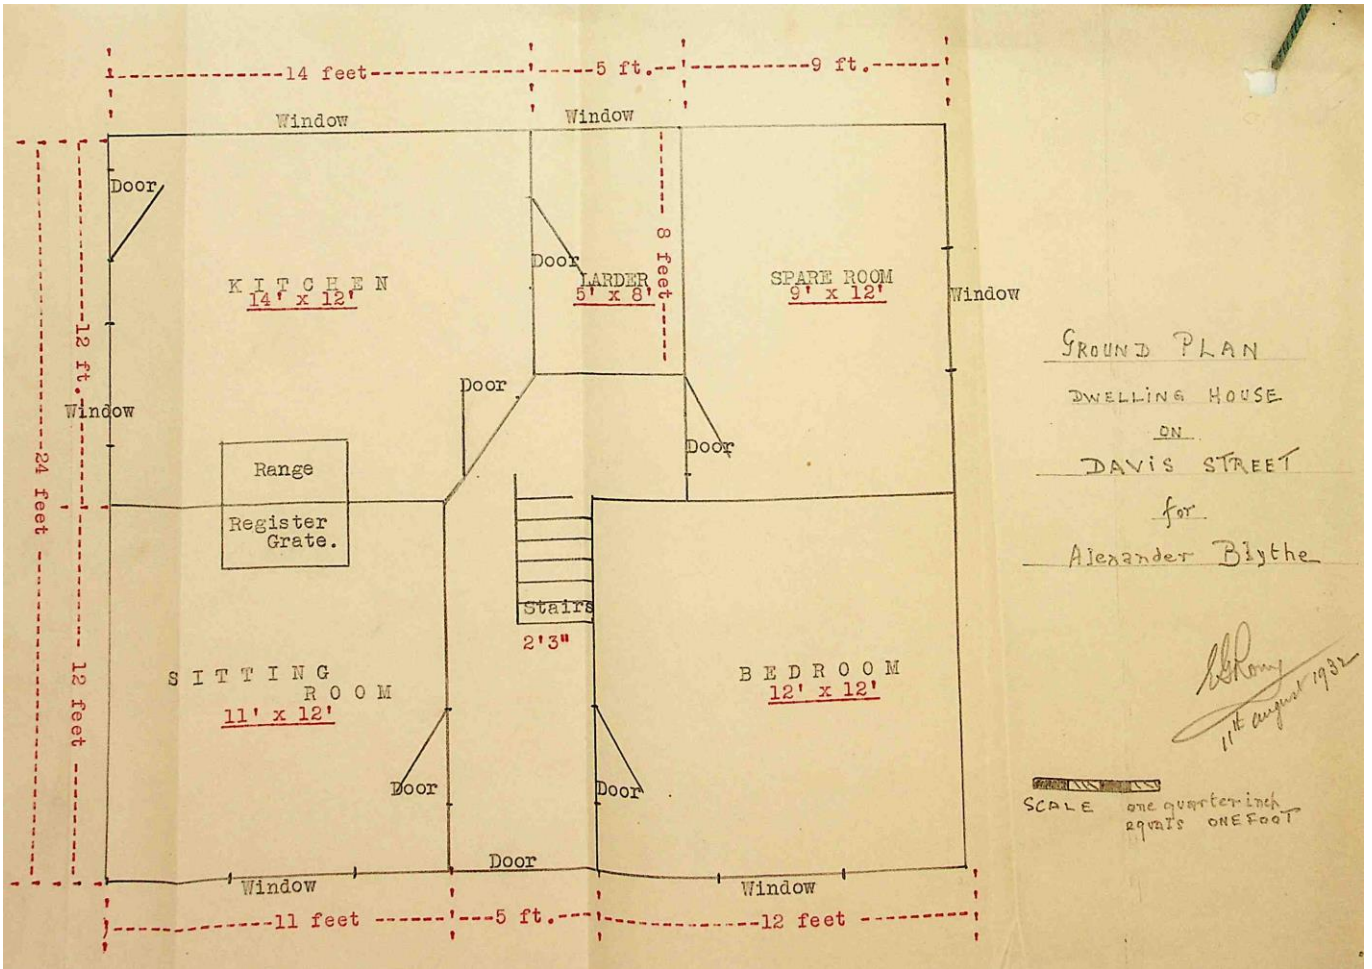 14 feet
5 ft.
9 ft.
Window
Window
Door
Door
8 feet
KITCHEN
14' x 12'
LARDER
5' x 8'
SPARE ROOM
9' x 12'
Window
12 ft.
Window
Door
Door
24 feet
Range
Register
Grate.
Stairs
2'3"
12 feet
SITTING
ROOM
11' x 12'
BEDROOM
12' x 12'
Door
Door
Door
Window
Window
11 feet
5 ft.
12 feet
GROUND PLAN
DWELLING HOUSE
ON
DAVIS STREET
for
Alexander Blythe
11th august 1932
SCALE one quarter inch
equals ONE FOOT